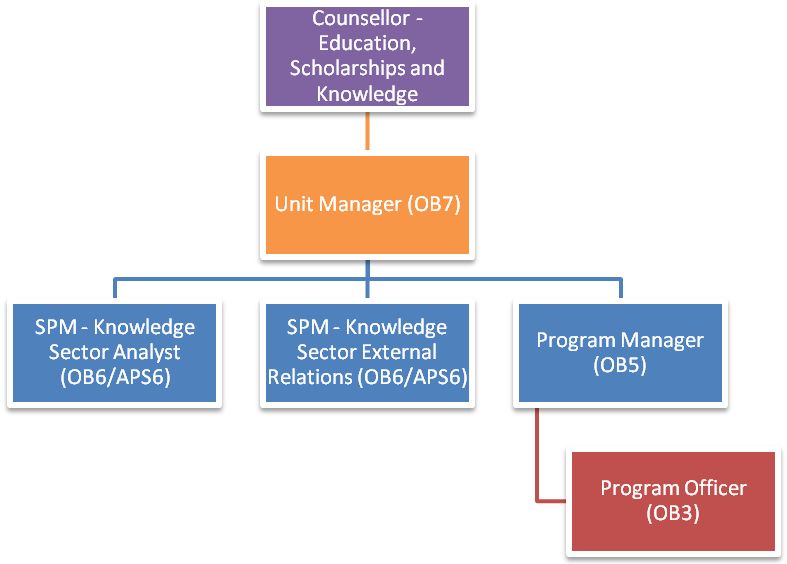 Counsellor -
Education,
Scholarships and
Knowledge
Unit Manager (OB7)
SPM - Knowledge
Sector Analyst
(OB6/APS6)
SPM - Knowledge
Sector External
Relations (OB6/APS6)
Program Manager
(OB5)
Program Officer
(OB3)